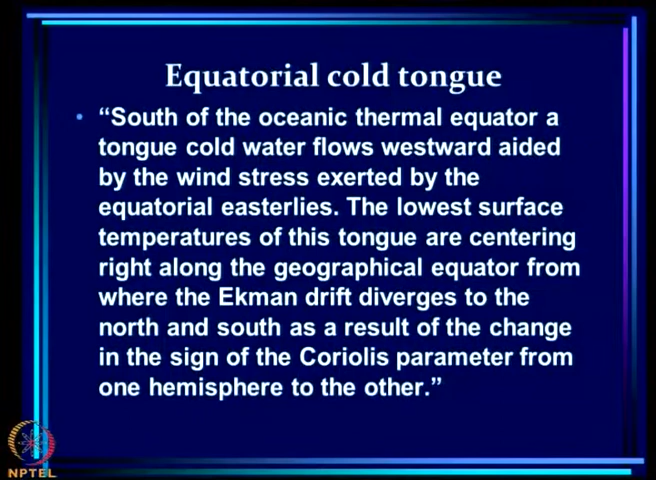 Equatorial cold tongue
• “South of the oceanic thermal equator a
tongue cold water flows westward aided
by the wind stress exerted by the
equatorial easterlies. The lowest surface
temperatures of this tongue are centering
right along the geographical equator from
where the Ekman drift diverges to the
north and south as a result of the change
in the sign of the Coriolis parameter from
one hemisphere to the other.”
NPTEL